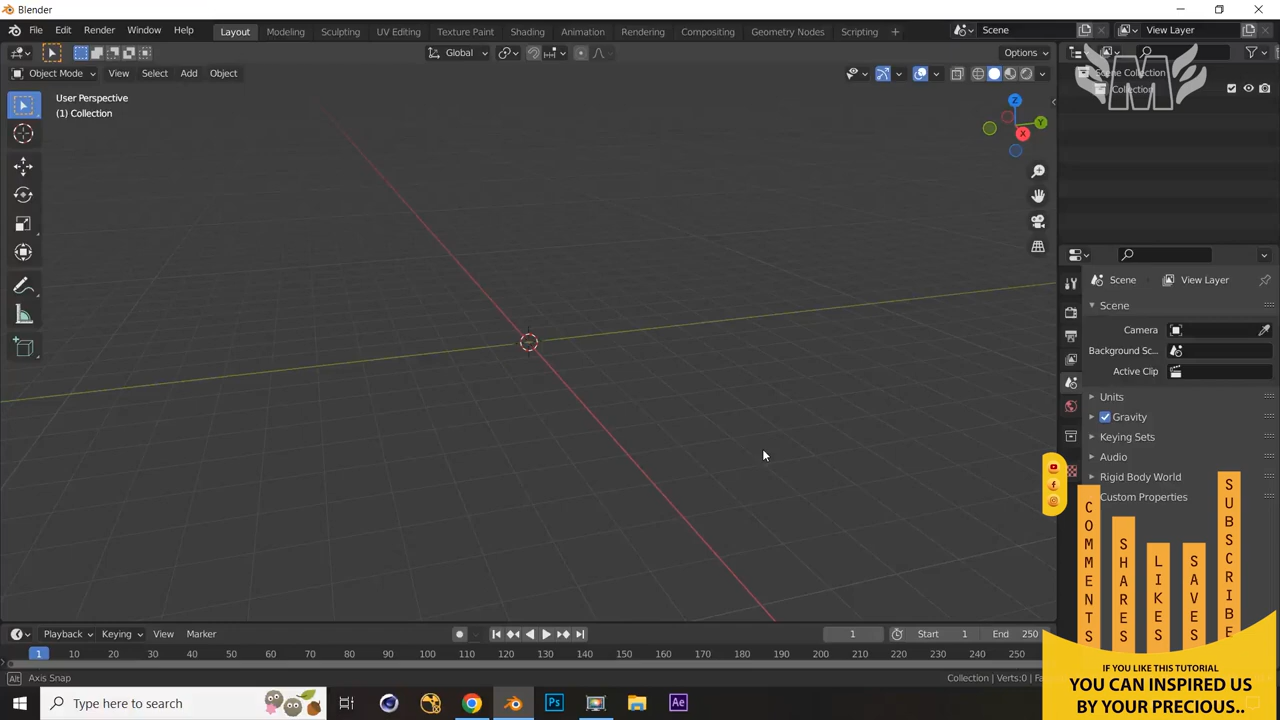 Blender
File Edit Render Window Help Layout Modeling Sculpting UV Editing Texture Paint Shading Animation Rendering Compositing Geometry Nodes Scripting + Scene View Layer
Global Options
Object Mode View Select Add Object
User Perspective
(1) Collection
Z
Y
X
Scene Collection
Collection
Scene View Layer
Scene
Camera
Background Sc...
Active Clip
Units
Gravity
Keying Sets
Audio
Rigid Body World
Custom Properties
COMMENTS
SHARES
LIKES
SAVES
SUBSCRIBE
IF YOU LIKE THIS TUTORIAL
YOU CAN INSPIRED US
BY YOUR PRECIOUS..
Playback Keying View Marker 1 Start 1 End 250
1 10 20 30 40 50 60 70 80 90 100 110 120 130 140 150 160 170 180 190 200 210 220 230 240 250
Alt Axis Snap Collection | Verts:0 |
Type here to search Ps Ae